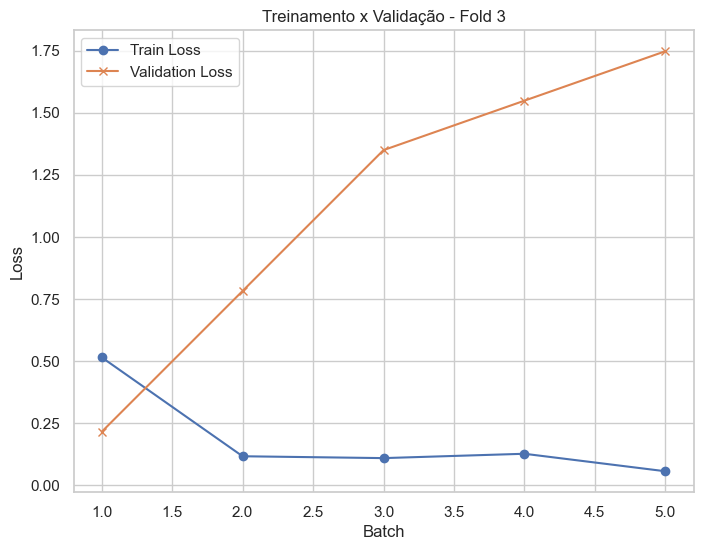 Treinamento x Validação - Fold 3
Train Loss
Validation Loss
1.75
1.50
1.25
1.00
0.75
0.50
0.25
0.00
Loss
1.0 1.5 2.0 2.5 3.0 3.5 4.0 4.5 5.0
Batch